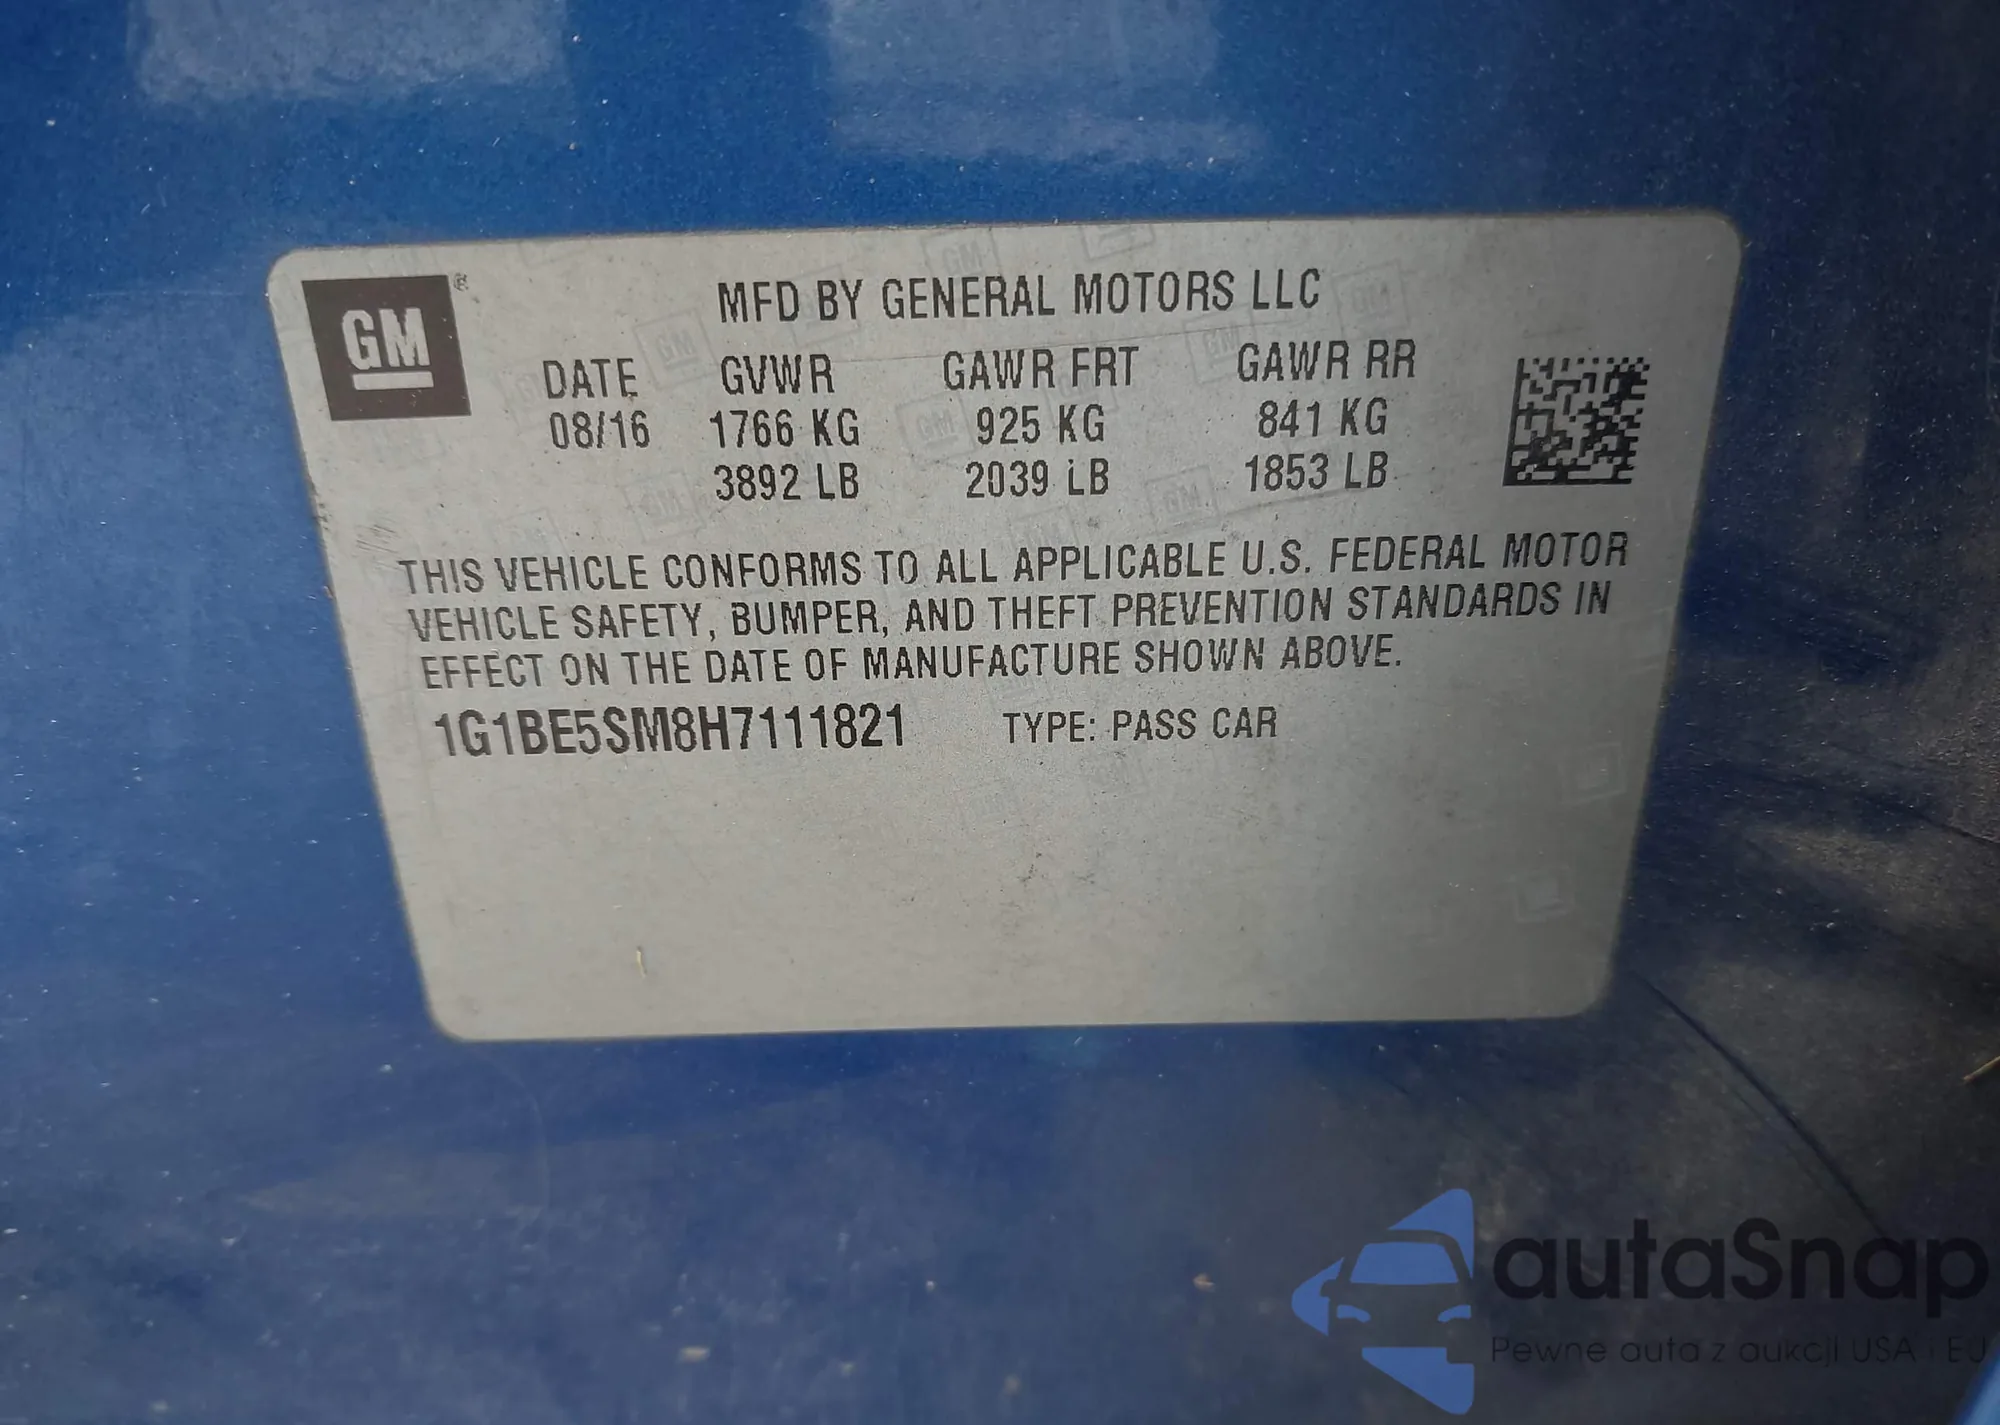 GM ®
MFD BY GENERAL MOTORS LLC
DATE GVWR GAWR FRT GAWR RR
08/16 1766 KG 925 KG 841 KG
3892 LB 2039 LB 1853 LB
THIS VEHICLE CONFORMS TO ALL APPLICABLE U.S. FEDERAL MOTOR
VEHICLE SAFETY, BUMPER, AND THEFT PREVENTION STANDARDS IN
EFFECT ON THE DATE OF MANUFACTURE SHOWN ABOVE.
1G1BE5SM8H7111821 TYPE: PASS CAR
autaSnap
Pewne auta z aukcji USA i EU